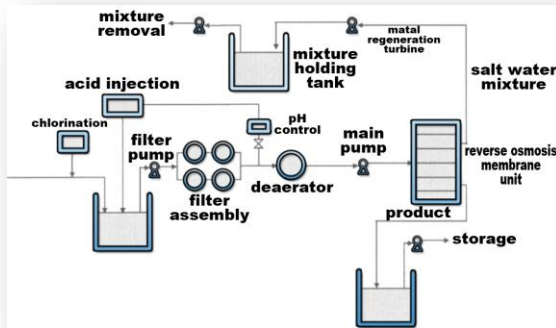 mixture
removal
matal
regeneration
turbine
mixture
holding
tank
salt water
mixture
acid injection
chlorination
filter
pump
pH
control
main
pump
filter
assembly
deaerator
reverse osmosis
membrane
unit
product
storage